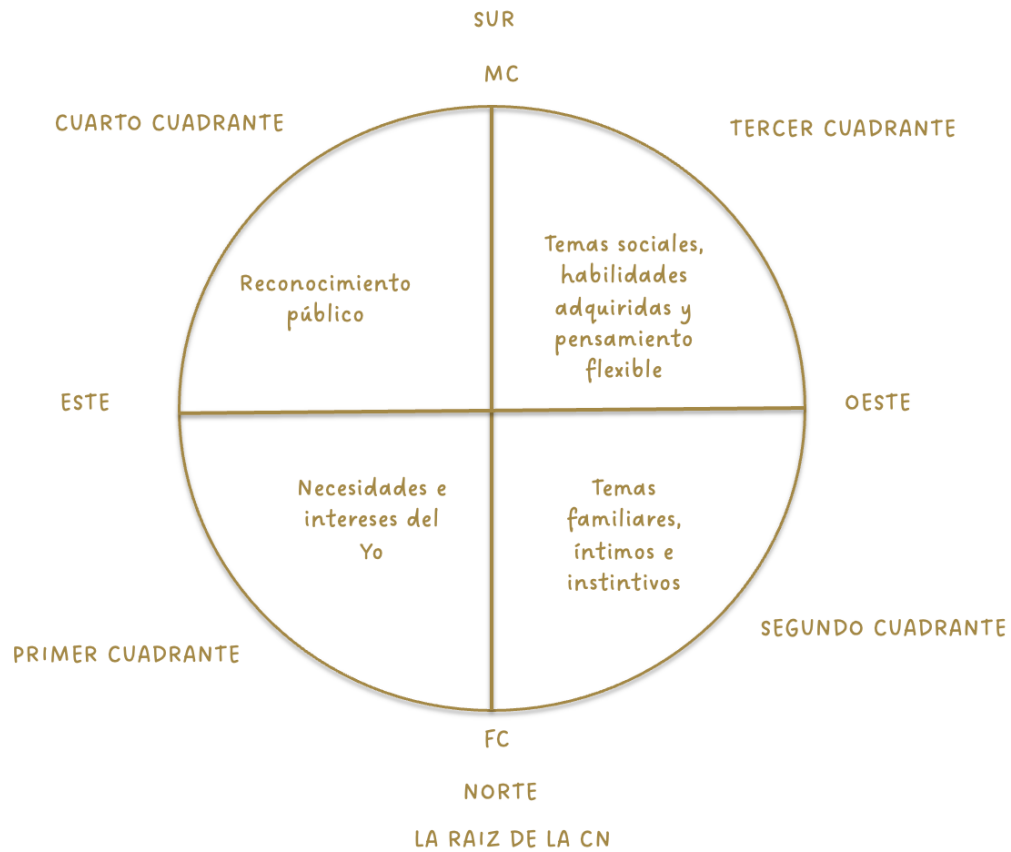 SUR
MC
CUARTO CUADRANTE
TERCER CUADRANTE
Reconocimiento
público
Temas sociales,
habilidades
adquiridas y
pensamiento
flexible
ESTE
OESTE
Necesidades e
intereses del
Yo
Temas
familiares,
íntimos e
instintivos
PRIMER CUADRANTE
SEGUNDO CUADRANTE
FC
NORTE
LA RAIZ DE LA CN